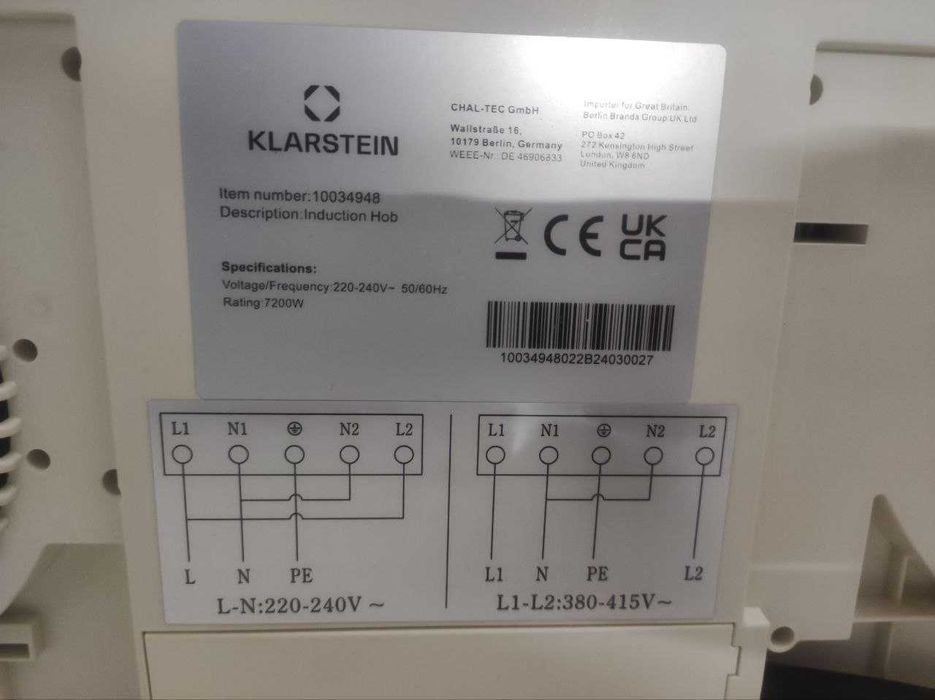 KLARSTEIN
CHAL-TEC GmbH
Wallstraße 16,
10179 Berlin, Germany
WEEE-Nr. DE 46906833
Importer for Great Britain:
Berlin Brands Group UK Ltd
PO Box 42
272 Kensington High Street
London, W8 6ND
United Kingdom
Item number:10034948
Description:Induction Hob
CE
UK
CA
Specifications:
Voltage/Frequency:220-240V~ 50/60Hz
Rating:7200W
10034948022B24030027
L1 N1 N2 L2
L N PE
L-N:220-240V~
L1 N1 N2 L2
L1 N PE L2
L1-L2:380-415V~